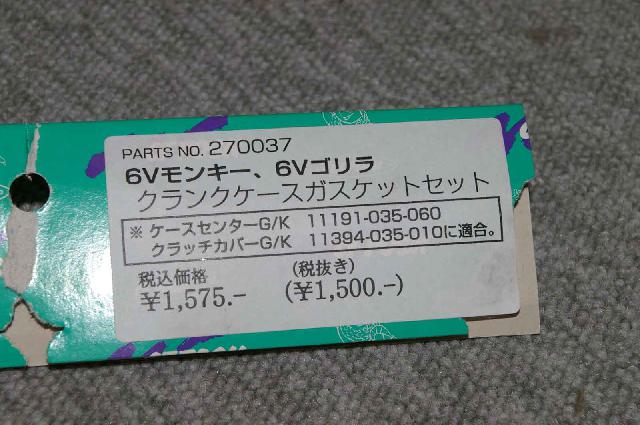 PARTS NO. 270037
6Vモンキー、6Vゴリラ
クランクケースガスケットセット
※ ケースセンターG/K 11191-035-060
クラッチカバーG/K 11394-035-010に適合。
税込価格 (税抜き)
¥1,575.- (¥1,500.-)